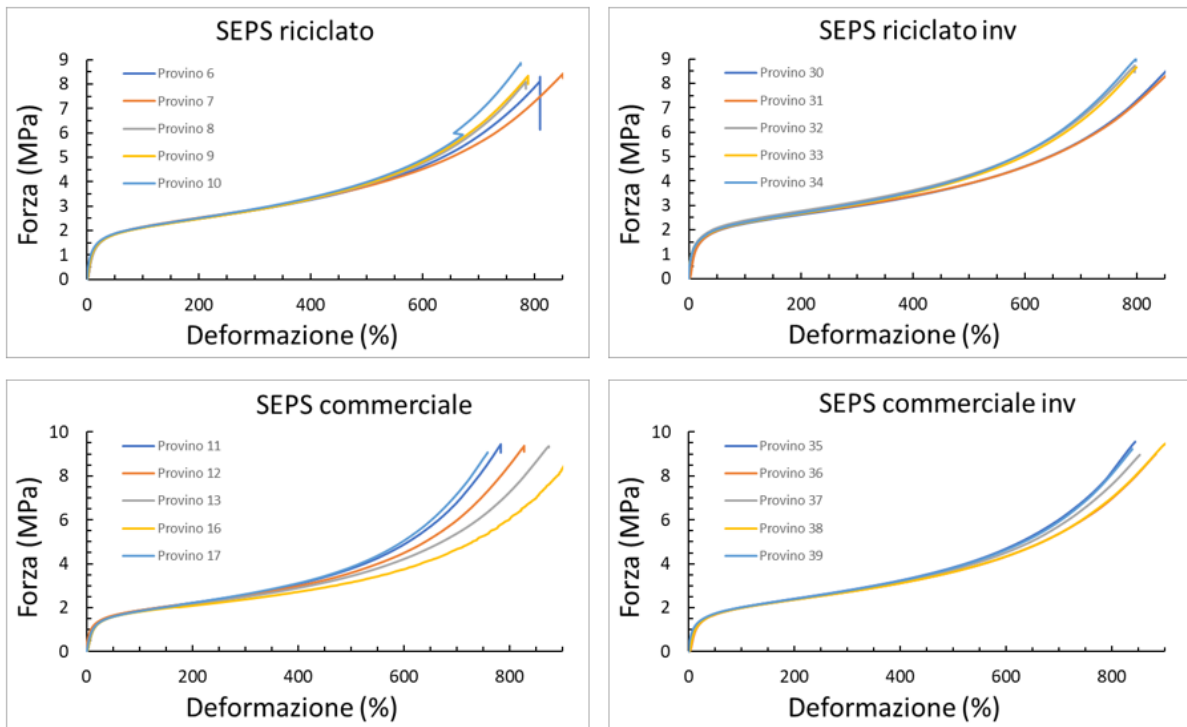 SEPS riciclato
Forza (MPa)
9
8
7
6
5
4
3
2
1
0
Provino 6
Provino 7
Provino 8
Provino 9
Provino 10
0 200 400 600 800
Deformazione (%)
SEPS riciclato inv
Forza (MPa)
9
8
7
6
5
4
3
2
1
0
Provino 30
Provino 31
Provino 32
Provino 33
Provino 34
0 200 400 600 800
Deformazione (%)
SEPS commerciale
Forza (MPa)
10
8
6
4
2
0
Provino 11
Provino 12
Provino 13
Provino 16
Provino 17
0 200 400 600 800
Deformazione (%)
SEPS commerciale inv
Forza (MPa)
10
8
6
4
2
0
Provino 35
Provino 36
Provino 37
Provino 38
Provino 39
0 200 400 600 800
Deformazione (%)